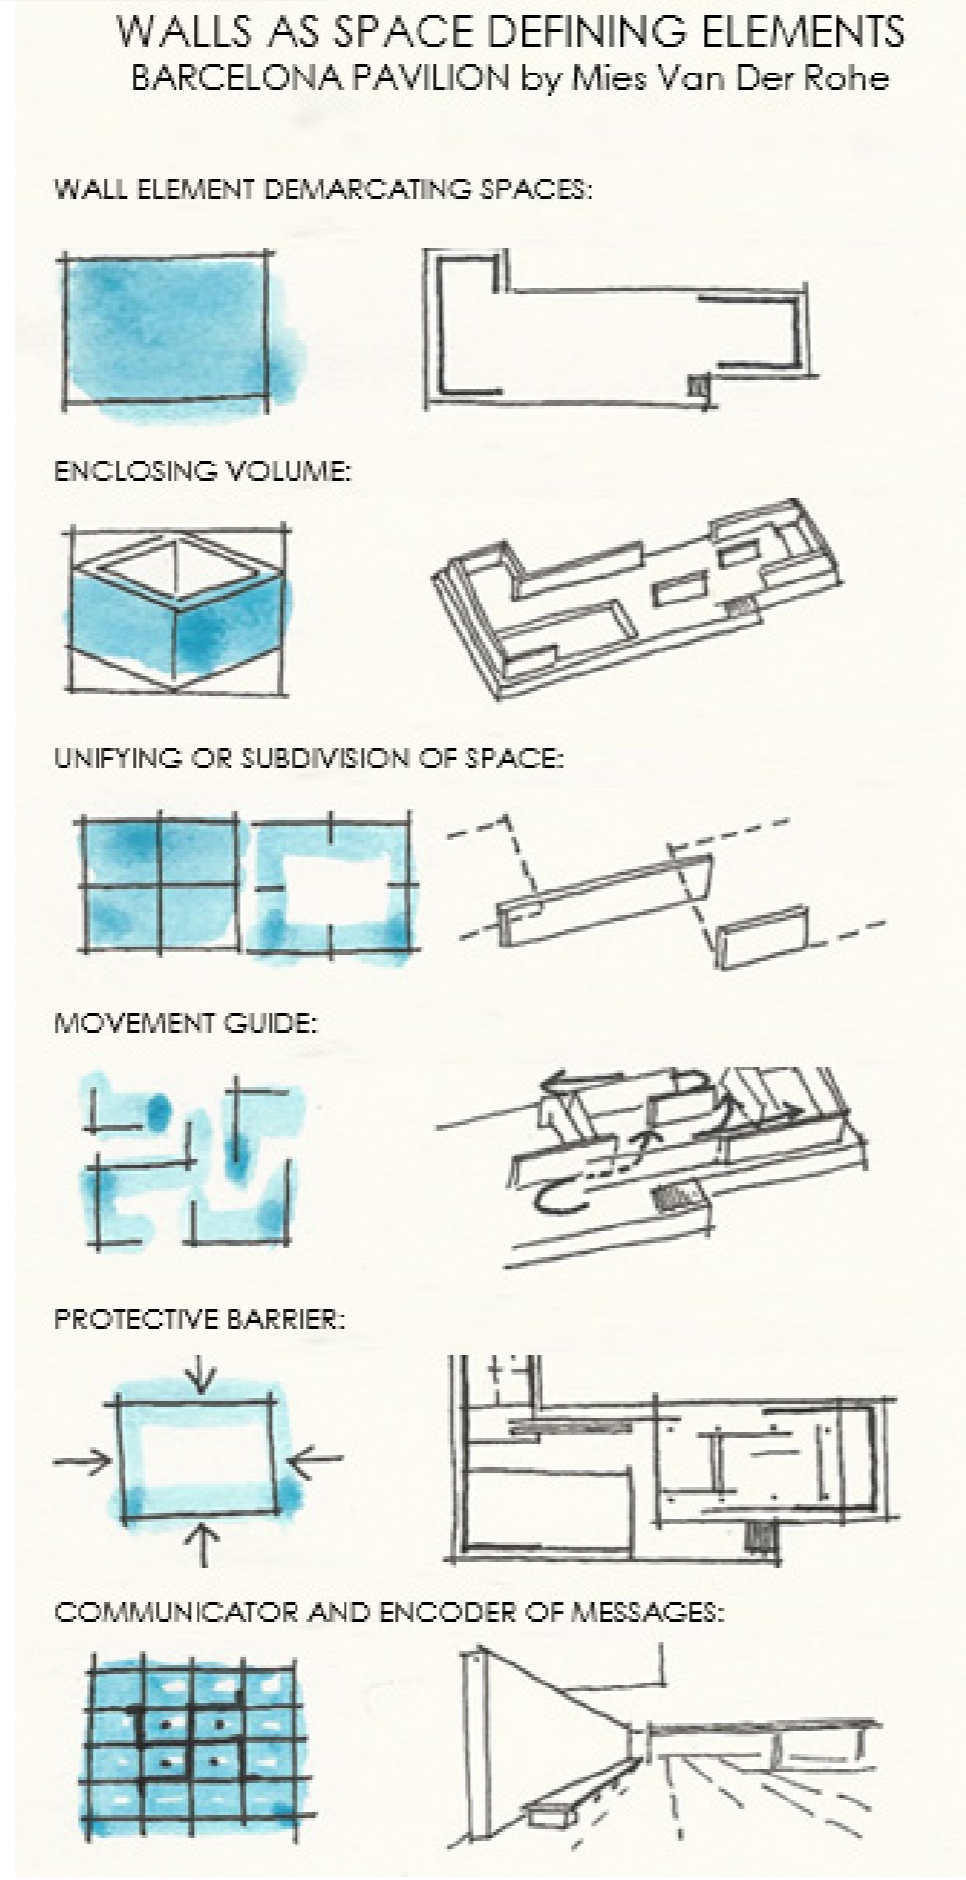 WALLS AS SPACE DEFINING ELEMENTS
BARCELONA PAVILION by Mies Van Der Rohe
WALL ELEMENT DEMARCATING SPACES:
ENCLOSING VOLUME:
UNIFYING OR SUBDIVISION OF SPACE:
MOVEMENT GUIDE:
PROTECTIVE BARRIER:
COMMUNICATOR AND ENCODER OF MESSAGES: